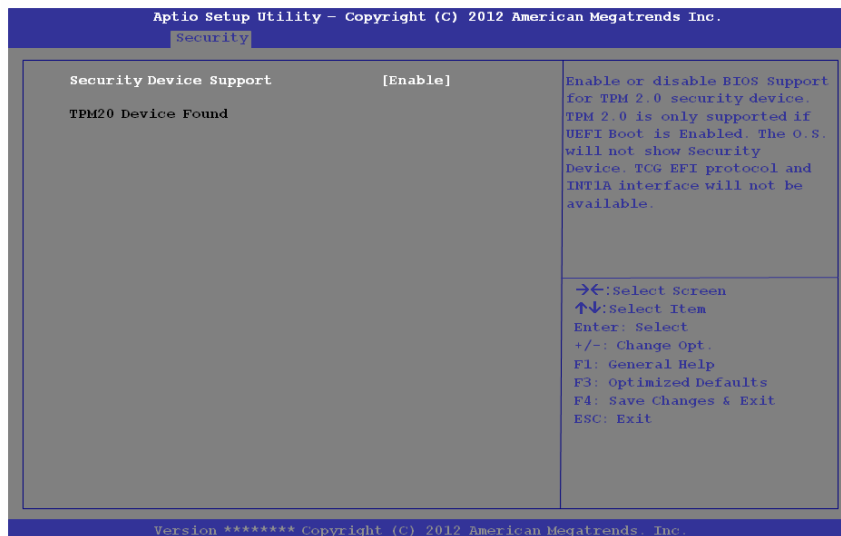 Aptio Setup Utility – Copyright (C) 2012 American Megatrends Inc.
Security
Security Device Support [Enable]
TPM20 Device Found
Enable or disable BIOS Support
for TPM 2.0 security device.
TPM 2.0 is only supported if
UEFI Boot is Enabled. The O.S.
will not show Security
Device. TCG EFI protocol and
INT1A interface will not be
available.
→←:Select Screen
↑↓:Select Item
Enter: Select
+/-: Change Opt.
F1: General Help
F3: Optimized Defaults
F4: Save Changes & Exit
ESC: Exit
Version ******** Copyright (C) 2012 American Megatrends. Inc.